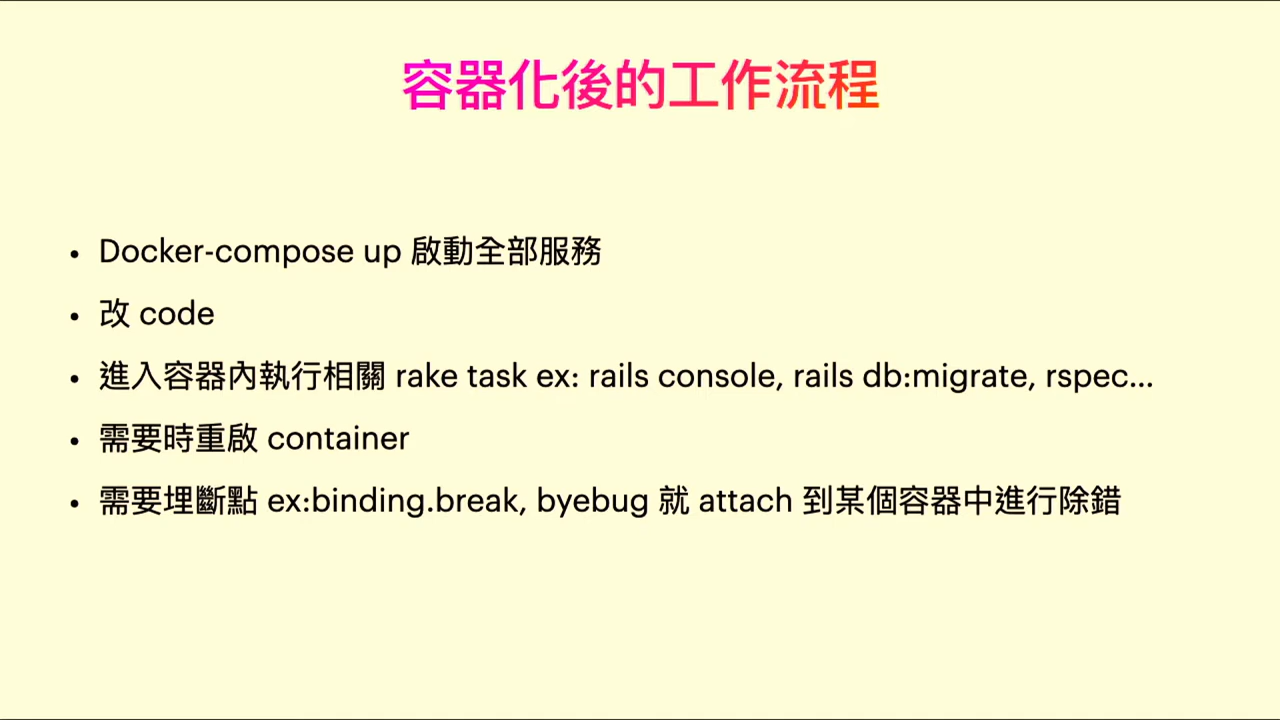 容器化後的工作流程
• Docker-compose up 啟動全部服務
• 改 code
• 進入容器內執行相關 rake task ex: rails console, rails db:migrate, rspec...
• 需要時重啟 container
• 需要埋斷點 ex:binding.break, byebug 就 attach 到某個容器中進行除錯